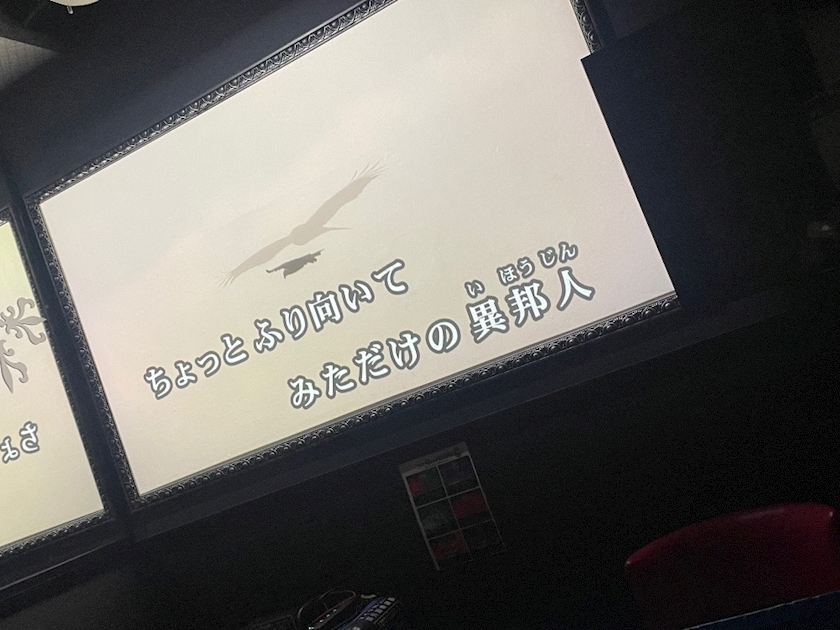 ちょっとふり向いて
い ほう じん
みただけの異邦人